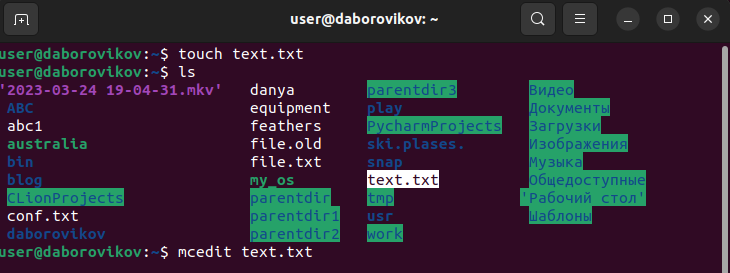 user@daborovikov: ~
user@daborovikov:~$ touch text.txt
user@daborovikov:~$ ls
'2023-03-24 19-04-31.mkv' danya parentdir3 Видео
ABC equipment play Документы
abc1 feathers PycharmProjects Загрузки
australia file.old ski.plases. Изображения
bin file.txt snap Музыка
blog my_os text.txt Общедоступные
CLionProjects parentdir tmp 'Рабочий стол'
conf.txt parentdir1 usr Шаблоны
daborovikov parentdir2 work
user@daborovikov:~$ mcedit text.txt